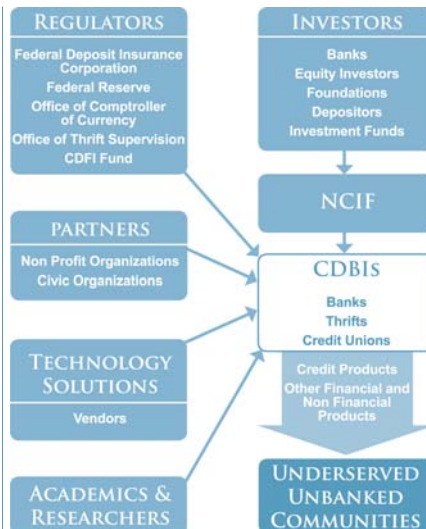 REGULATORS
Federal Deposit Insurance
Corporation
Federal Reserve
Office of Comptroller
of Currency
Office of Thrift Supervision
CDFI Fund
PARTNERS
Non Profit Organizations
Civic Organizations
TECHNOLOGY
SOLUTIONS
Vendors
ACADEMICS &
RESEARCHERS
INVESTORS
Banks
Equity Investors
Foundations
Depositors
Investment Funds
NCIF
CDBIs
Banks
Thrifts
Credit Unions
Credit Products
Other Financial and
Non Financial
Products
UNDERSERVED
UNBANKED
COMMUNITIES